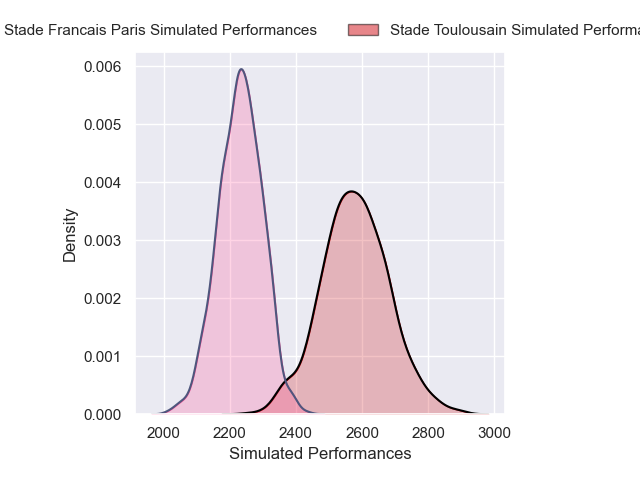 Stade Francais Paris Simulated Performances
Stade Toulousain Simulated
0.006
0.005
0.004
0.003
0.002
0.001
0.000
Density
2000 2200 2400 2600 2800 3000
Simulated Performances